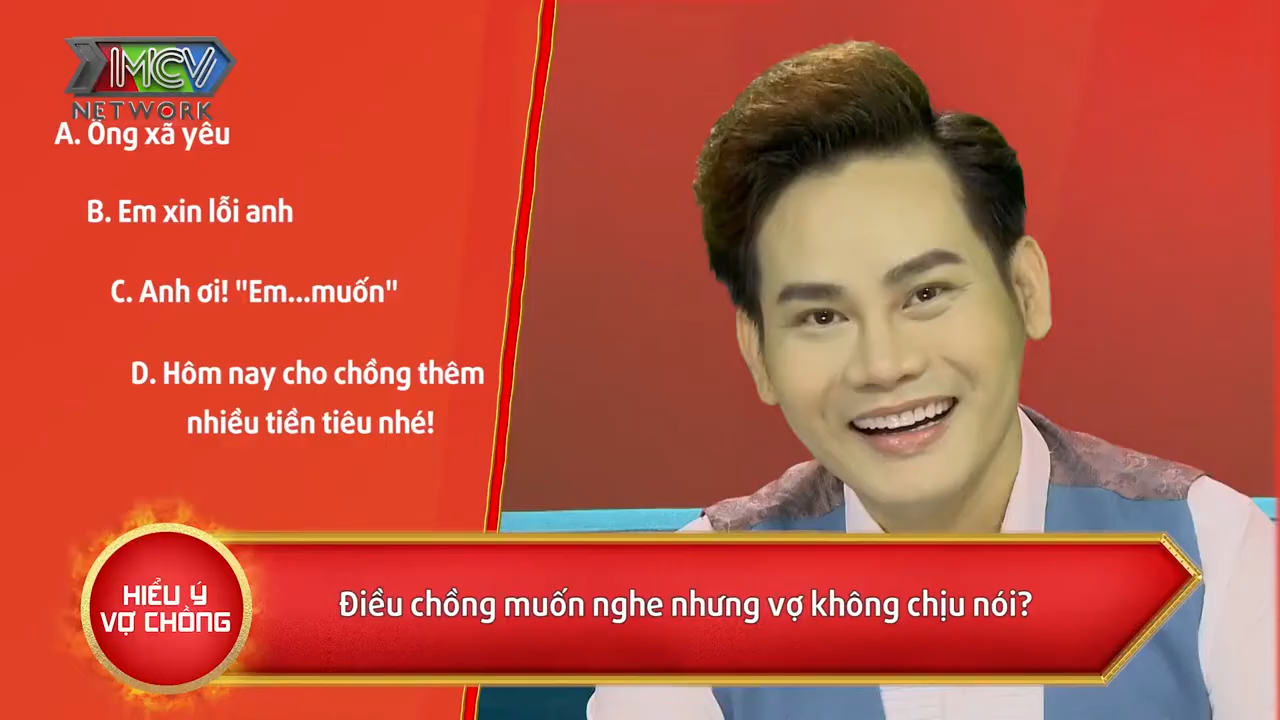 MCV
NETWORK
A. Ông xã yêu
B. Em xin lỗi anh
C. Anh ơi! "Em...muốn"
D. Hôm nay cho chồng thêm
nhiều tiền tiêu nhé!
HIỂU Ý
VỢ CHỒNG
Điều chồng muốn nghe nhưng vợ không chịu nói?